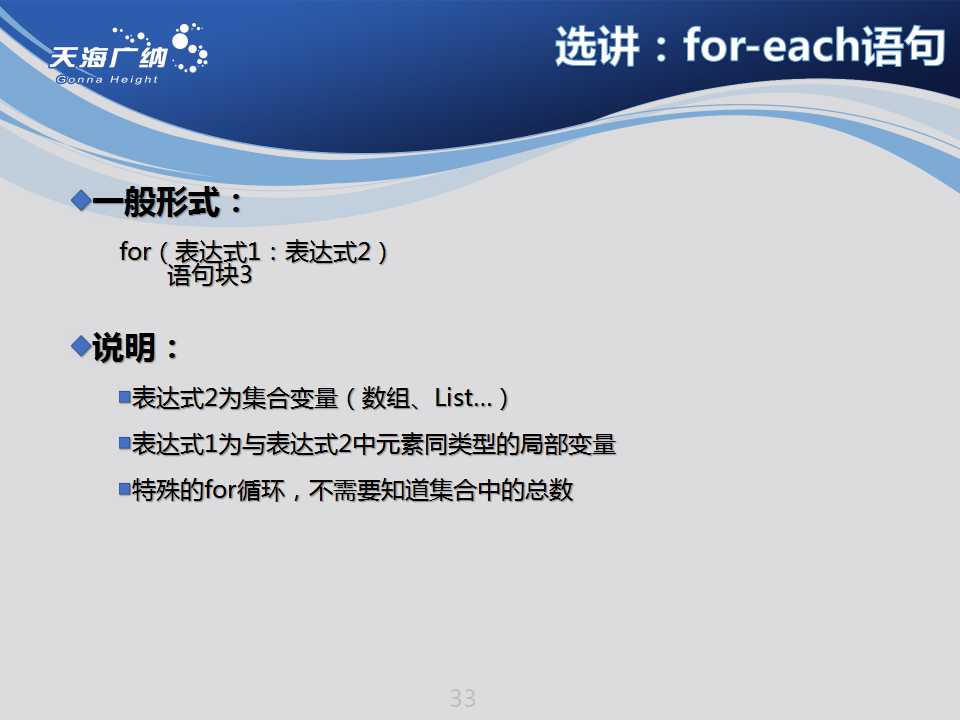 天海广纳
Gonna Height
选讲：for-each语句
一般形式：
for（表达式1：表达式2）
语句块3
说明：
表达式2为集合变量（数组、List…）
表达式1为与表达式2中元素同类型的局部变量
特殊的for循环，不需要知道集合中的总数
33